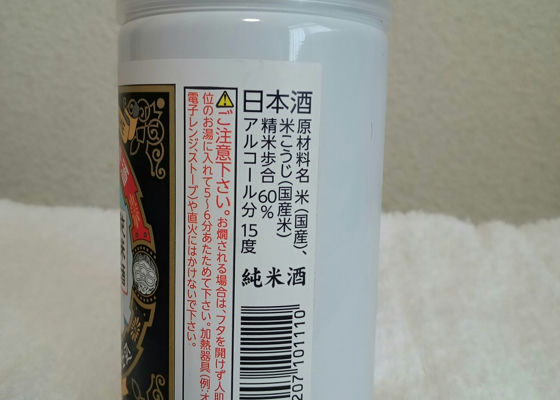 日本酒
原材料名 米(国産)、
米こうじ(国産米)
精米歩合 60%
アルコール分 15度
純米酒
ご注意下さい。お燗される場合は、フタを開けず人肌
位のお湯に入れて5〜6分あたためて下さい。加熱器具(例:オ
電子レンジ、ストーブ)や直火にはかけないで下さい。
207101110